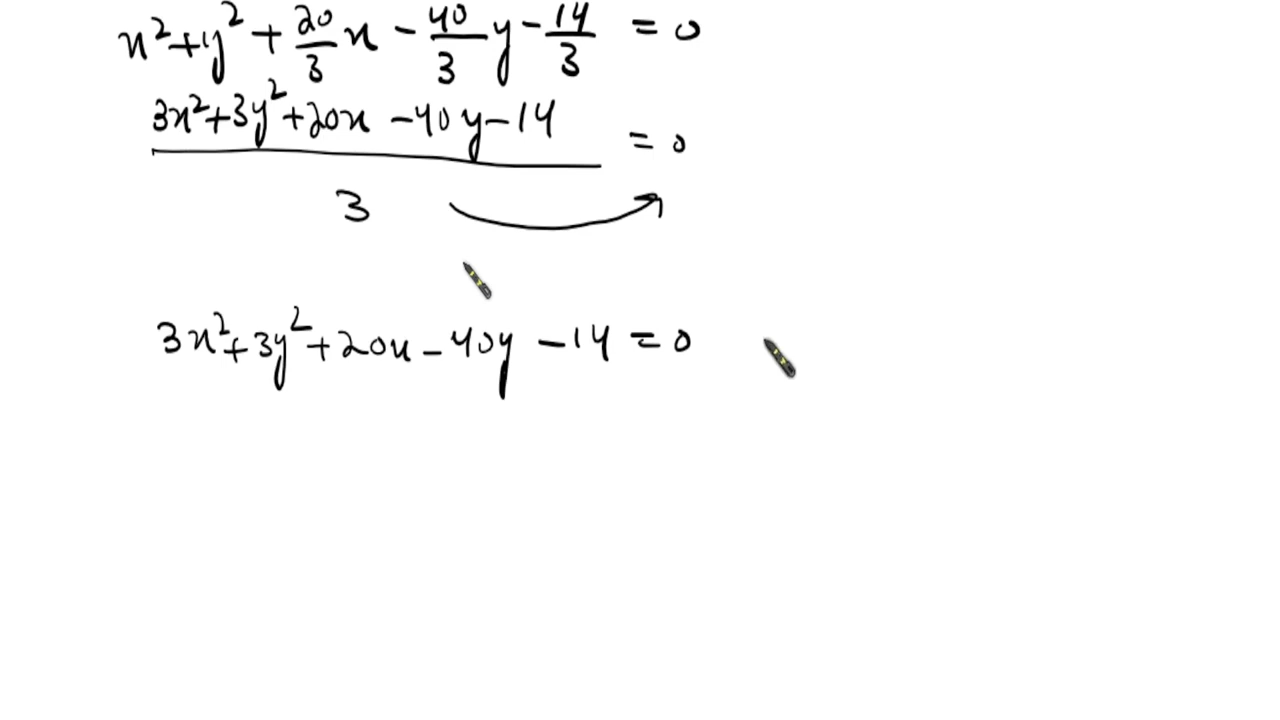 x² + y² + 20/3 x - 40/3 y - 14/3 = 0
3x² + 3y² + 20x - 40y - 14 = 0
3
3x² + 3y² + 20x - 40y - 14 = 0